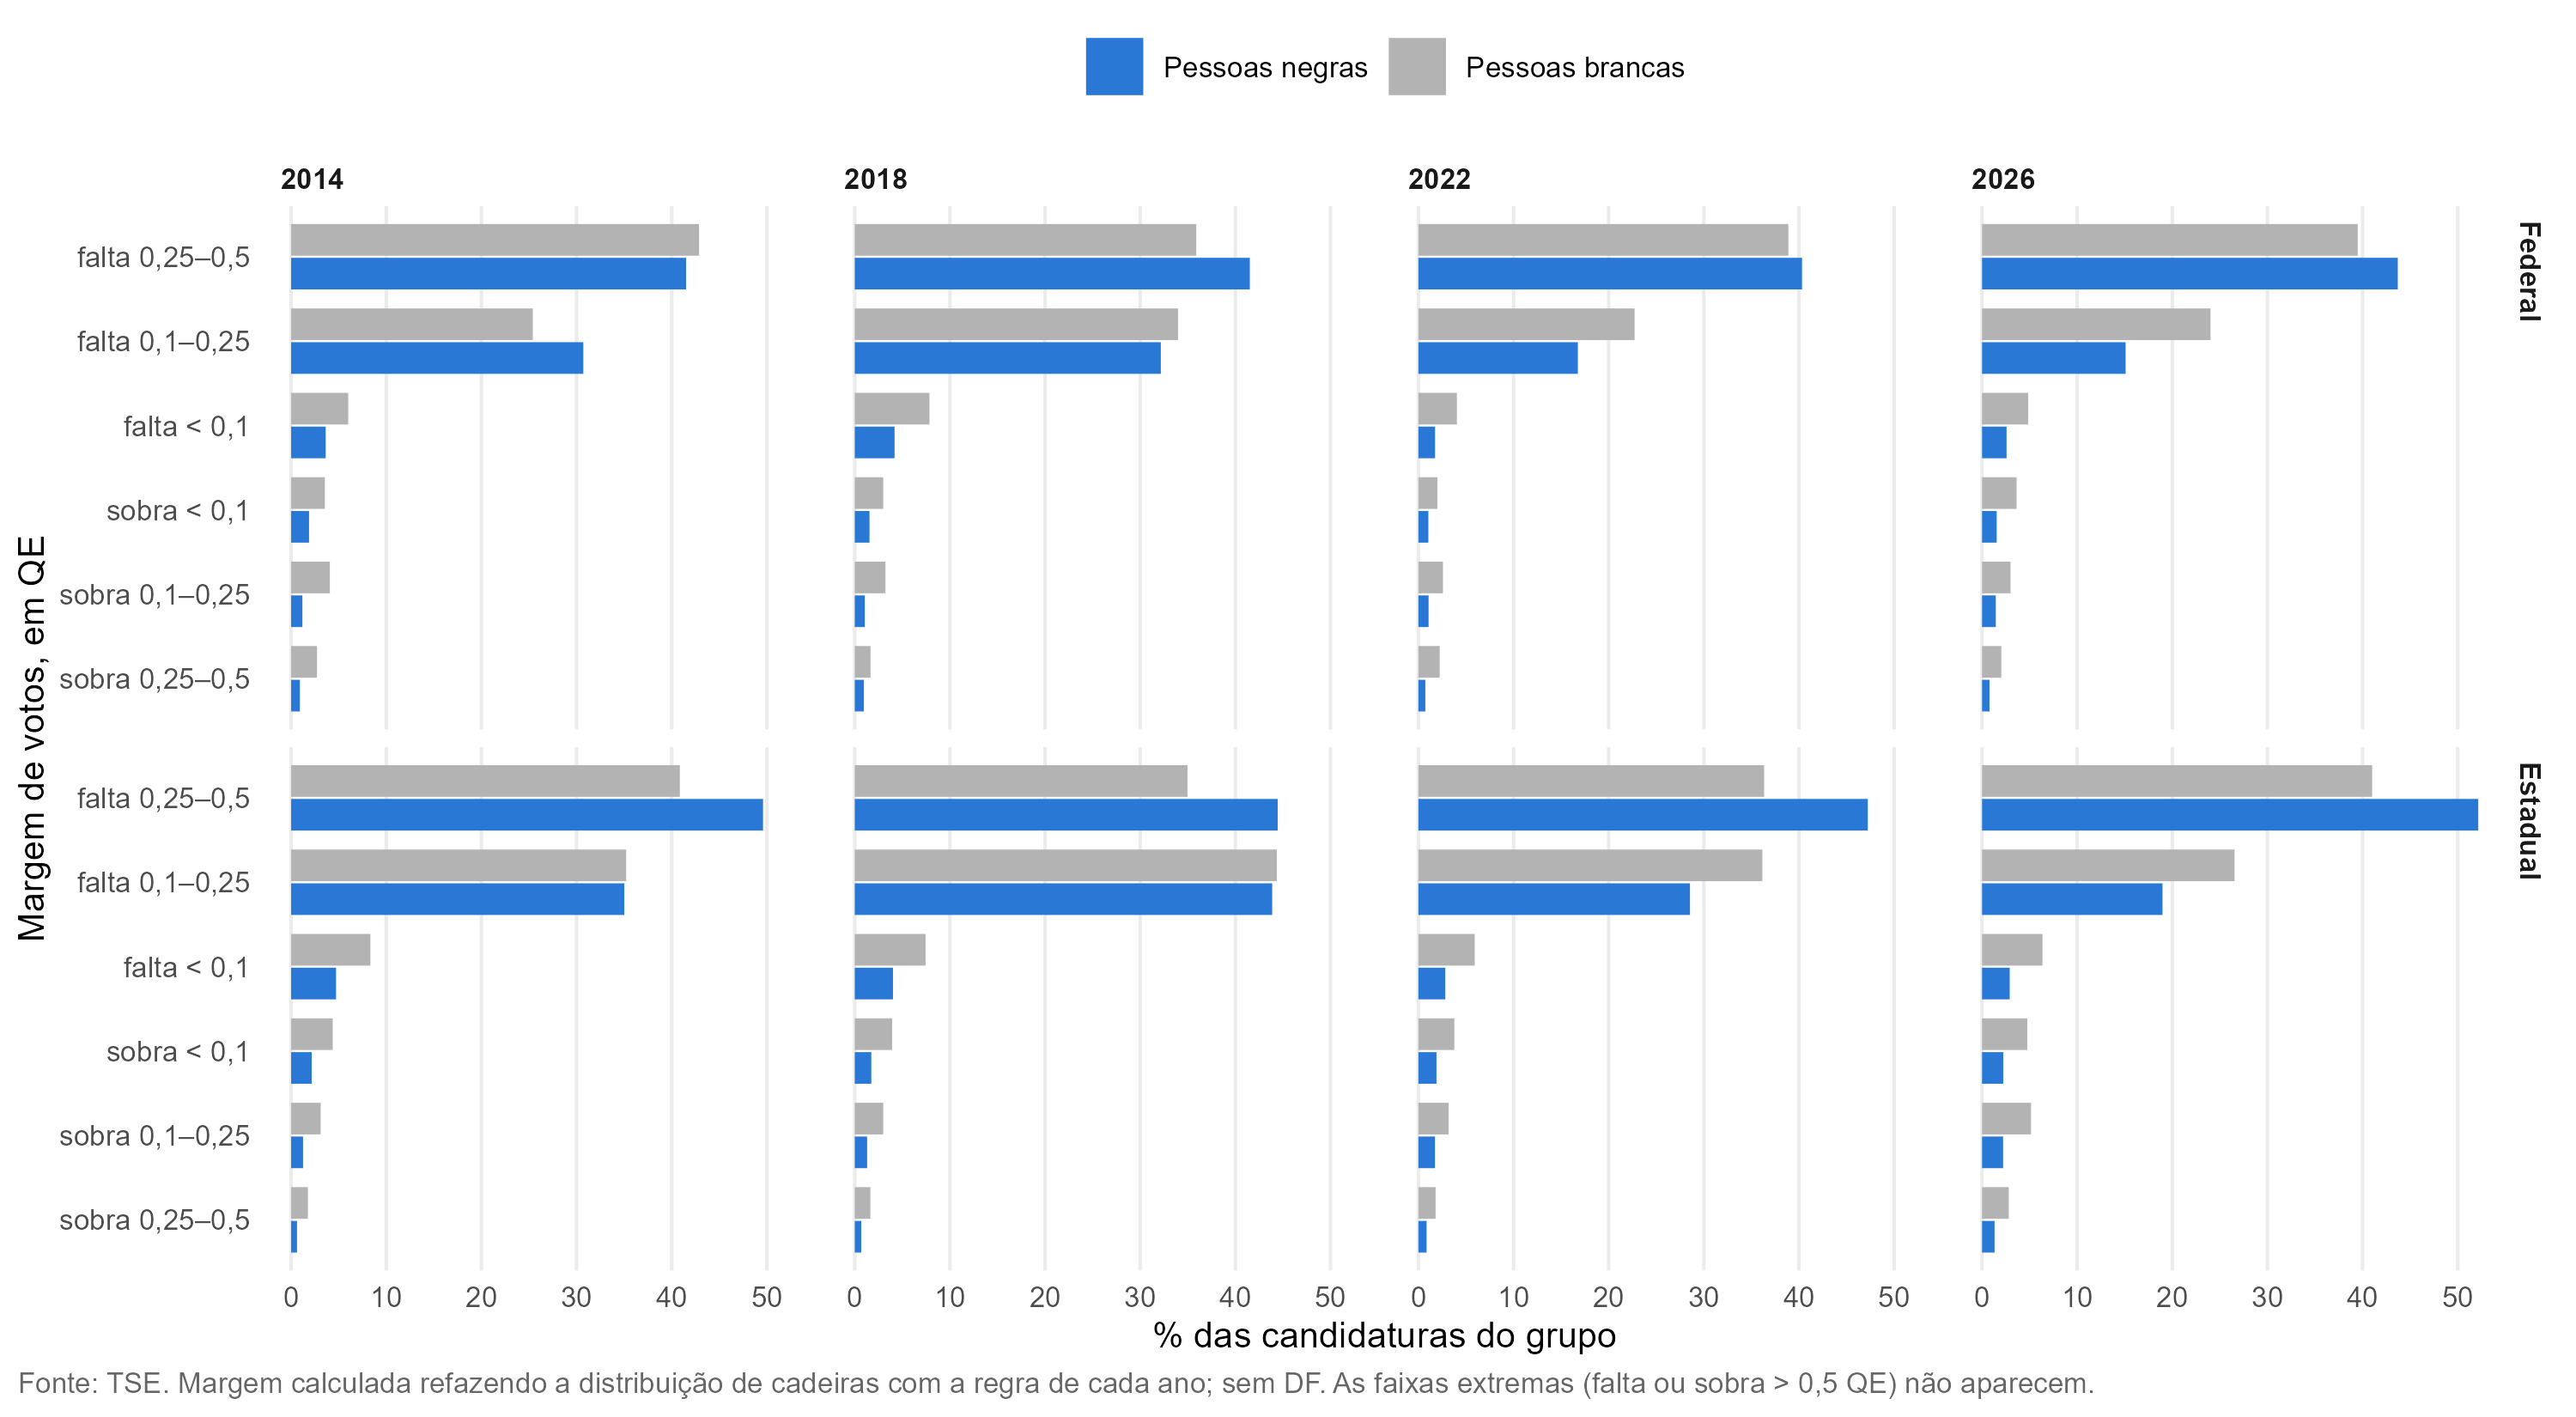 Pessoas negras Pessoas brancas
2014 2018 2022 2026
Federal
falta 0,25–0,5
falta 0,1–0,25
falta < 0,1
sobra < 0,1
sobra 0,1–0,25
sobra 0,25–0,5
Margem de votos, em QE
Estadual
falta 0,25–0,5
falta 0,1–0,25
falta < 0,1
sobra < 0,1
sobra 0,1–0,25
sobra 0,25–0,5
0 10 20 30 40 50 0 10 20 30 40 50 0 10 20 30 40 50 0 10 20 30 40 50
% das candidaturas do grupo
Fonte: TSE. Margem calculada refazendo a distribuição de cadeiras com a regra de cada ano; sem DF. As faixas extremas (falta ou sobra > 0,5 QE) não aparecem.